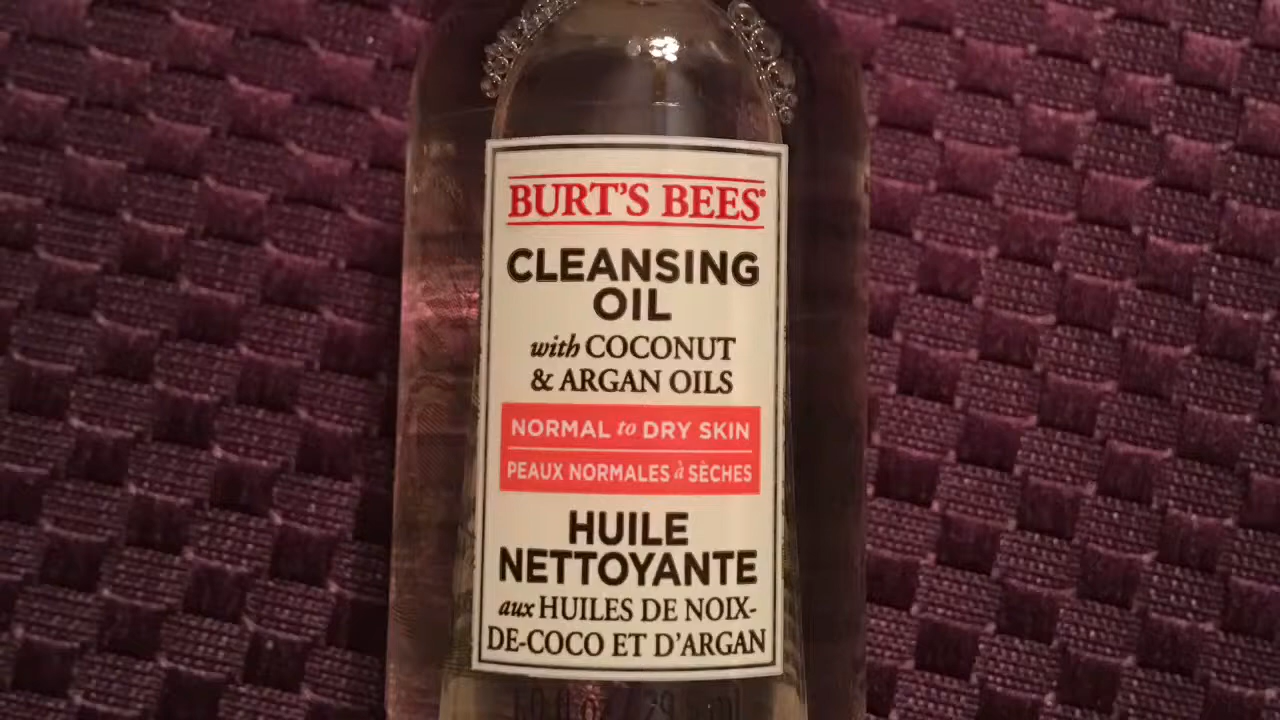 BURT'S BEES®
CLEANSING
OIL
with COCONUT
& ARGAN OILS
NORMAL to DRY SKIN
PEAUX NORMALES à SÈCHES
HUILE
NETTOYANTE
aux HUILES DE NOIX-
DE-COCO ET D'ARGAN